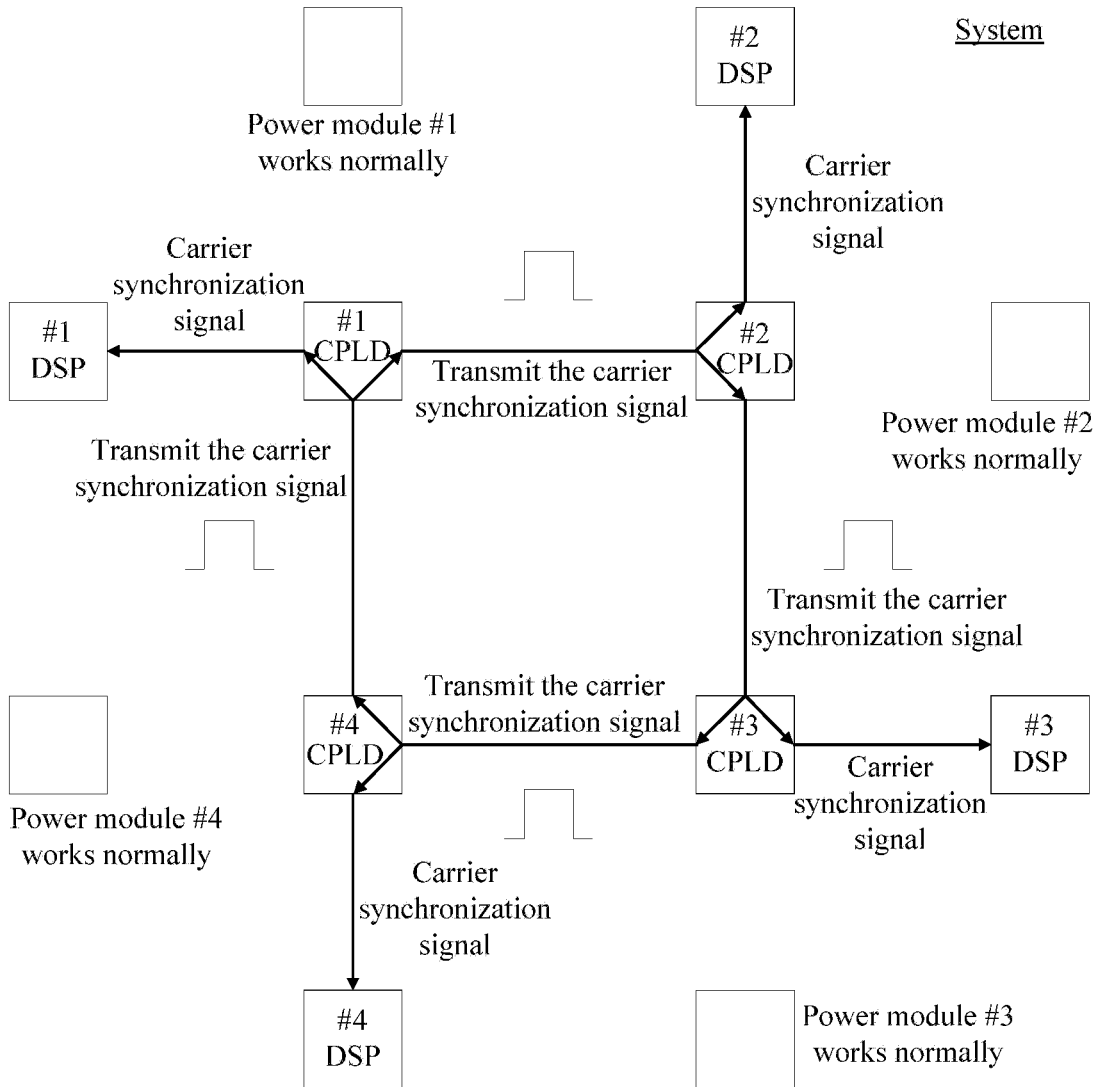 #2
DSP
System
Power module #1
works normally
Carrier
synchronization
signal
Carrier
synchronization
signal
#1
DSP
#1
CPLD
#2
CPLD
Transmit the carrier
synchronization signal
Power module #2
works normally
Transmit the carrier
synchronization signal
Transmit the carrier
synchronization signal
Transmit the carrier
synchronization signal
#4
CPLD
#3
CPLD
#3
DSP
Carrier
synchronization
signal
Power module #4
works normally
Carrier
synchronization
signal
#4
DSP
Power module #3
works normally